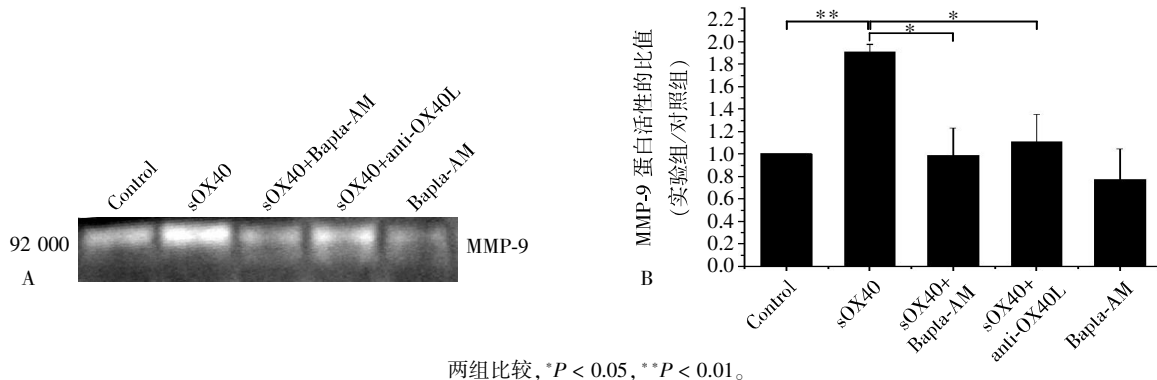 Control
sOX40
sOX40+Bapta-AM
sOX40+anti-OX40L
Bapta-AM
92 000
MMP-9
A
MMP-9 蛋白活性的比值
(实验组/对照组)
2.2
2.0
1.8
1.6
1.4
1.2
1.0
0.8
0.6
0.4
0.2
0.0
**
*
*
B
Control
sOX40
sOX40+
Bapta-AM
sOX40+
anti-OX40L
Bapta-AM
两组比较, *P < 0.05, **P < 0.01。